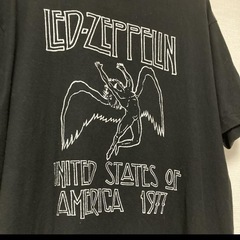 LED-ZEPPELIN
UNITED STATES OF
AMERICA 1977